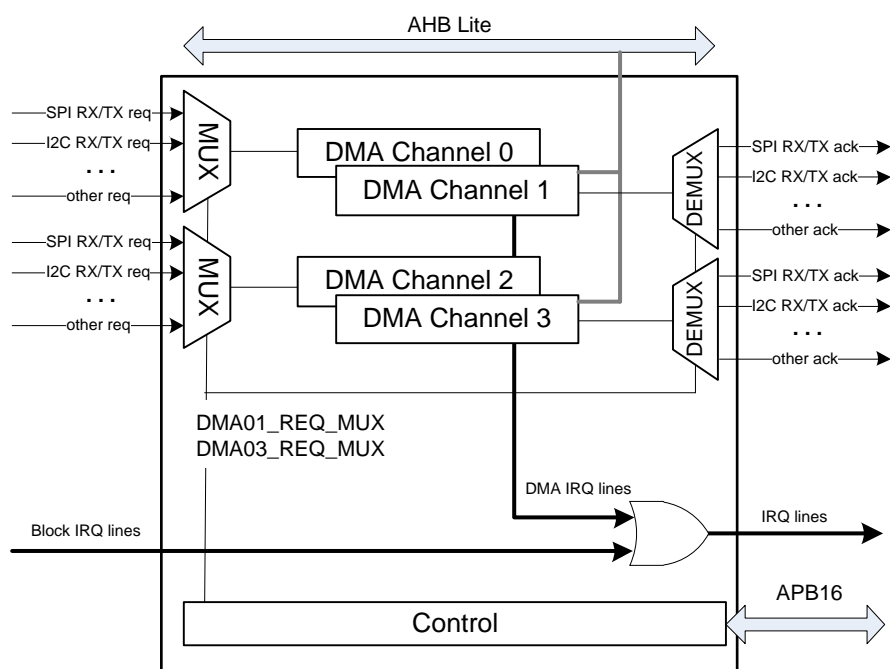 AHB Lite
SPI RX/TX req
I2C RX/TX req
. . .
other req
MUX
DMA Channel 0
DMA Channel 1
DEMUX
SPI RX/TX ack
I2C RX/TX ack
. . .
other ack
SPI RX/TX req
I2C RX/TX req
. . .
other req
MUX
DMA Channel 2
DMA Channel 3
DEMUX
SPI RX/TX ack
I2C RX/TX ack
. . .
other ack
DMA01_REQ_MUX
DMA03_REQ_MUX
DMA IRQ lines
Block IRQ lines
IRQ lines
APB16
Control